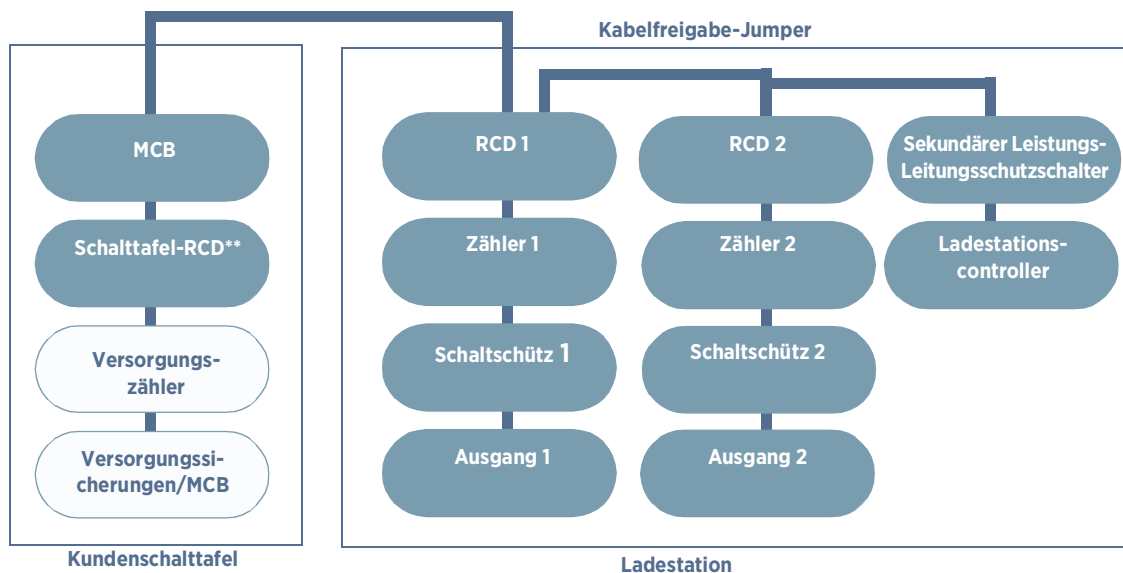 Kabelfreigabe-Jumper
MCB
Schalttafel-RCD**
Versorgungs-
zähler
Versorgungssi-
cherungen/MCB
Kundenschalttafel
RCD 1
Zähler 1
Schaltschütz 1
Ausgang 1
RCD 2
Zähler 2
Schaltschütz 2
Ausgang 2
Sekundärer Leistungs-
Leitungsschutzschalter
Ladestations-
controller
Ladestation